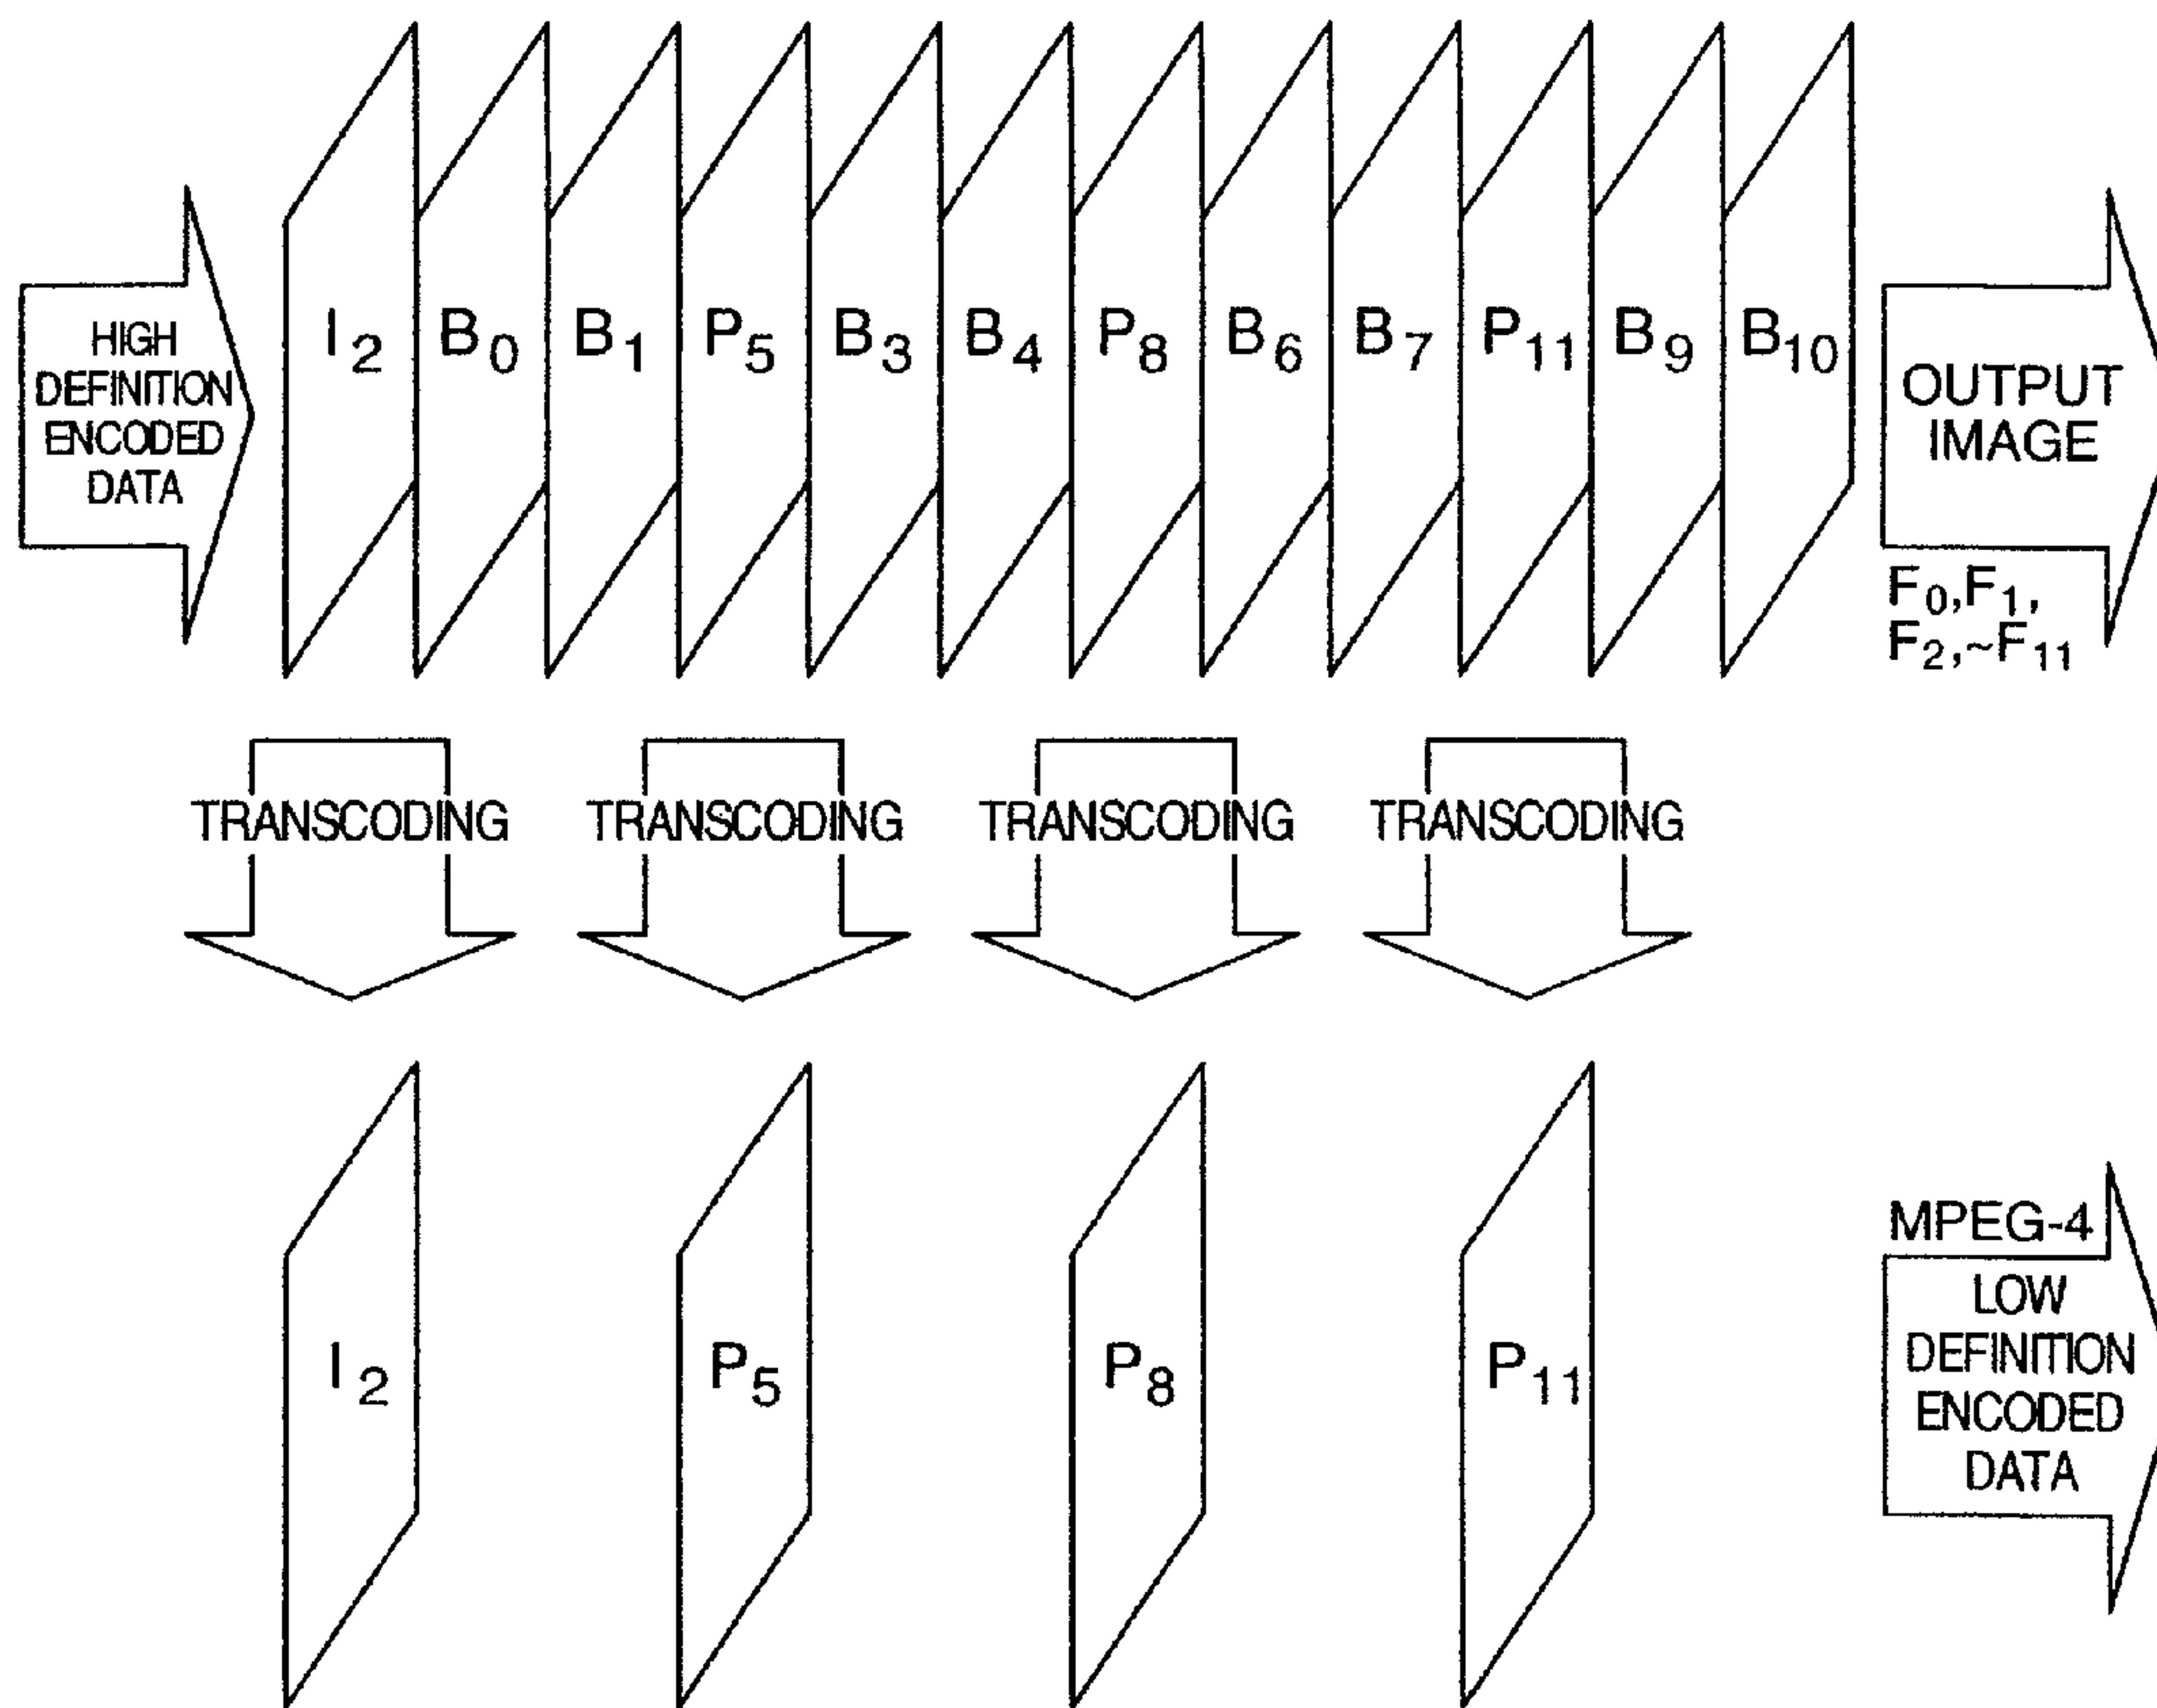 HIGH
DEFINITION
ENCODED
DATA
I2 B0 B1 P5 B3 B4 P8 B6 B7 P11 B9 B10
OUTPUT
IMAGE
F0,F1,
F2,~F11
TRANSCODING TRANSCODING TRANSCODING TRANSCODING
I2 P5 P8 P11
MPEG-4
LOW
DEFINITION
ENCODED
DATA